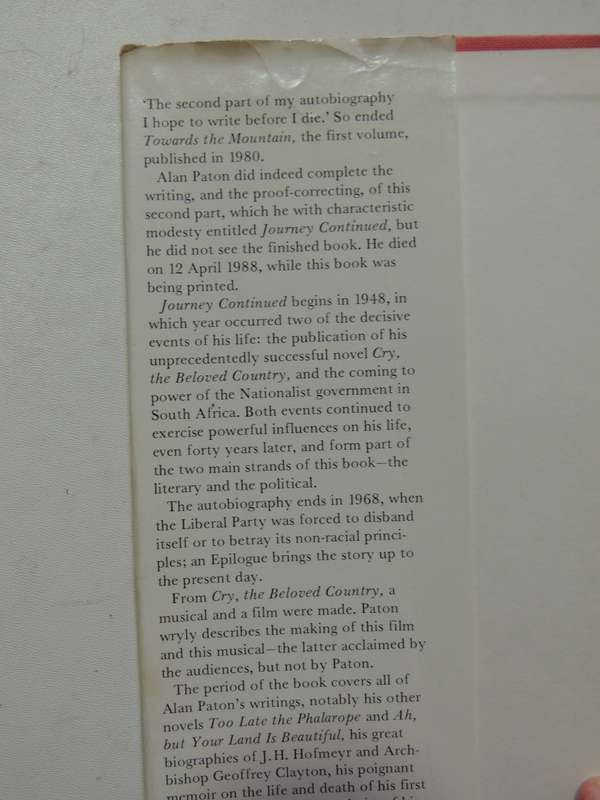 'The second part of my autobiography
I hope to write before I die.' So ended
Towards the Mountain, the first volume,
published in 1980.
Alan Paton did indeed complete the
writing, and the proof-correcting, of this
second part, which he with characteristic
modesty entitled Journey Continued, but
he did not see the finished book. He died
on 12 April 1988, while this book was
being printed.
Journey Continued begins in 1948, in
which year occurred two of the decisive
events of his life: the publication of his
unprecedentedly successful novel Cry,
the Beloved Country, and the coming to
power of the Nationalist government in
South Africa. Both events continued to
exercise powerful influences on his life,
even forty years later, and form part of
the two main strands of this book—the
literary and the political.
The autobiography ends in 1968, when
the Liberal Party was forced to disband
itself or to betray its non-racial princi-
ples; an Epilogue brings the story up to
the present day.
From Cry, the Beloved Country, a
musical and a film were made. Paton
wryly describes the making of this film
and this musical—the latter acclaimed by
the audiences, but not by Paton.
The period of the book covers all of
Alan Paton's writings, notably his other
novels Too Late the Phalarope and Ah,
but Your Land Is Beautiful, his great
biographies of J.H. Hofmeyr and Arch-
bishop Geoffrey Clayton, his poignant
memoir on the life and death of his first